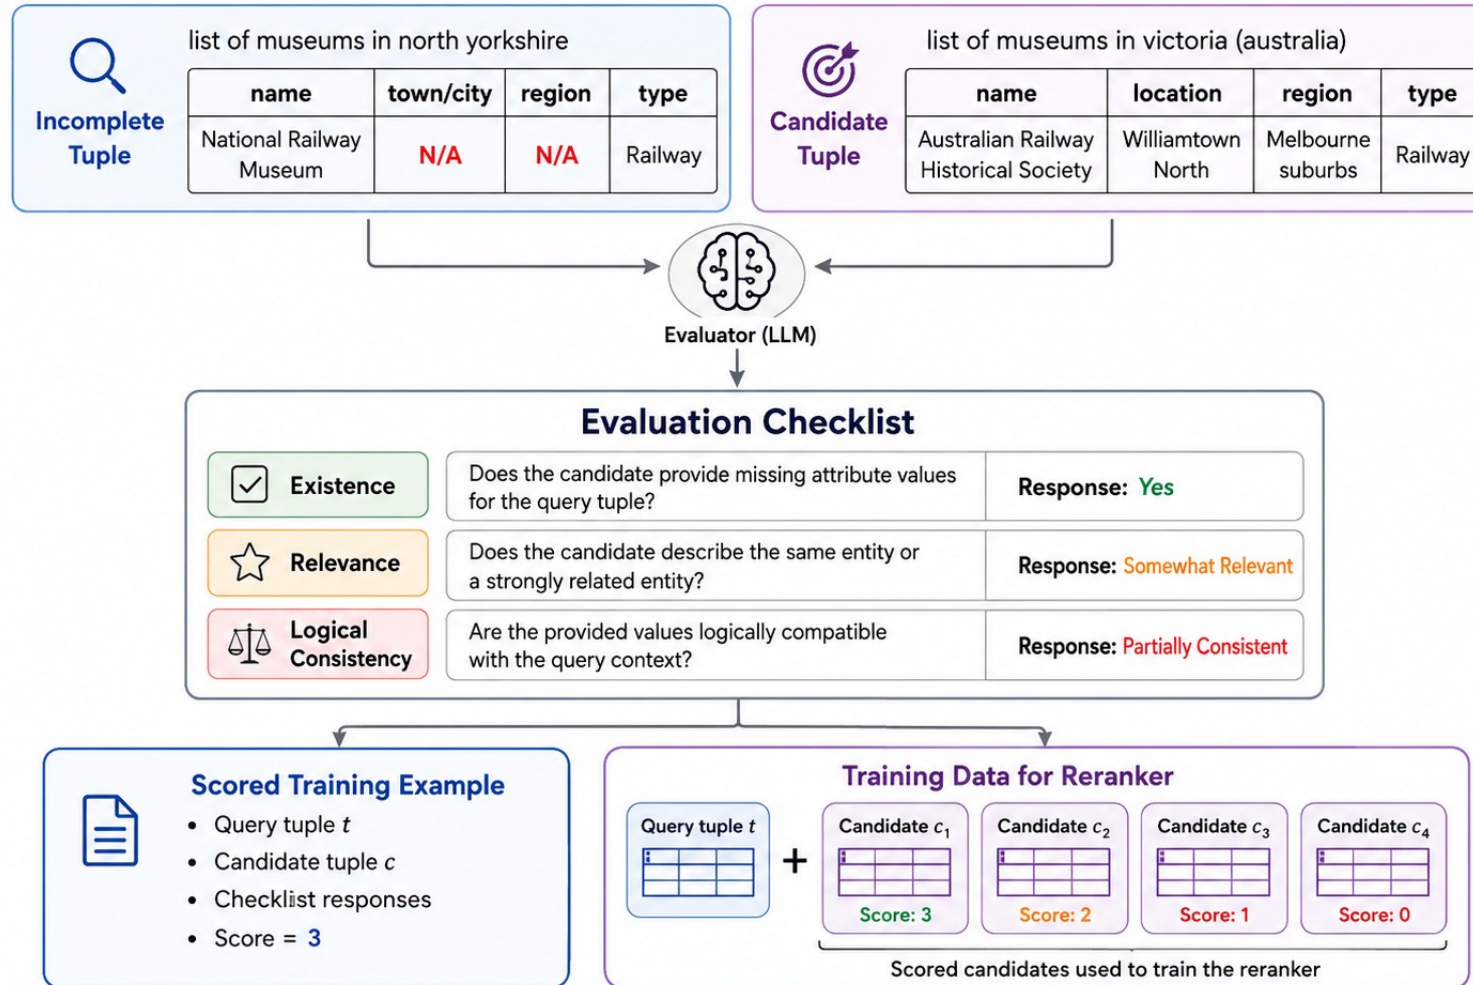 list of museums in north yorkshire
Incomplete
Tuple
name town/city region type
National Railway
Museum
N/A N/A Railway
list of museums in victoria (australia)
Candidate
Tuple
name location region type
Australian Railway
Historical Society
Williamtown
North
Melbourne
suburbs
Railway
Evaluator (LLM)
Evaluation Checklist
Existence
Does the candidate provide missing attribute values
for the query tuple?
Response: Yes
Relevance
Does the candidate describe the same entity or
a strongly related entity?
Response: Somewhat Relevant
Logical
Consistency
Are the provided values logically compatible
with the query context?
Response: Partially Consistent
Scored Training Example
• Query tuple t
• Candidate tuple c
• Checklist responses
• Score = 3
Training Data for Reranker
Query tuple t
+
Candidate c₁
Score: 3
Candidate c₂
Score: 2
Candidate c₃
Score: 1
Candidate c₄
Score: 0
Scored candidates used to train the reranker